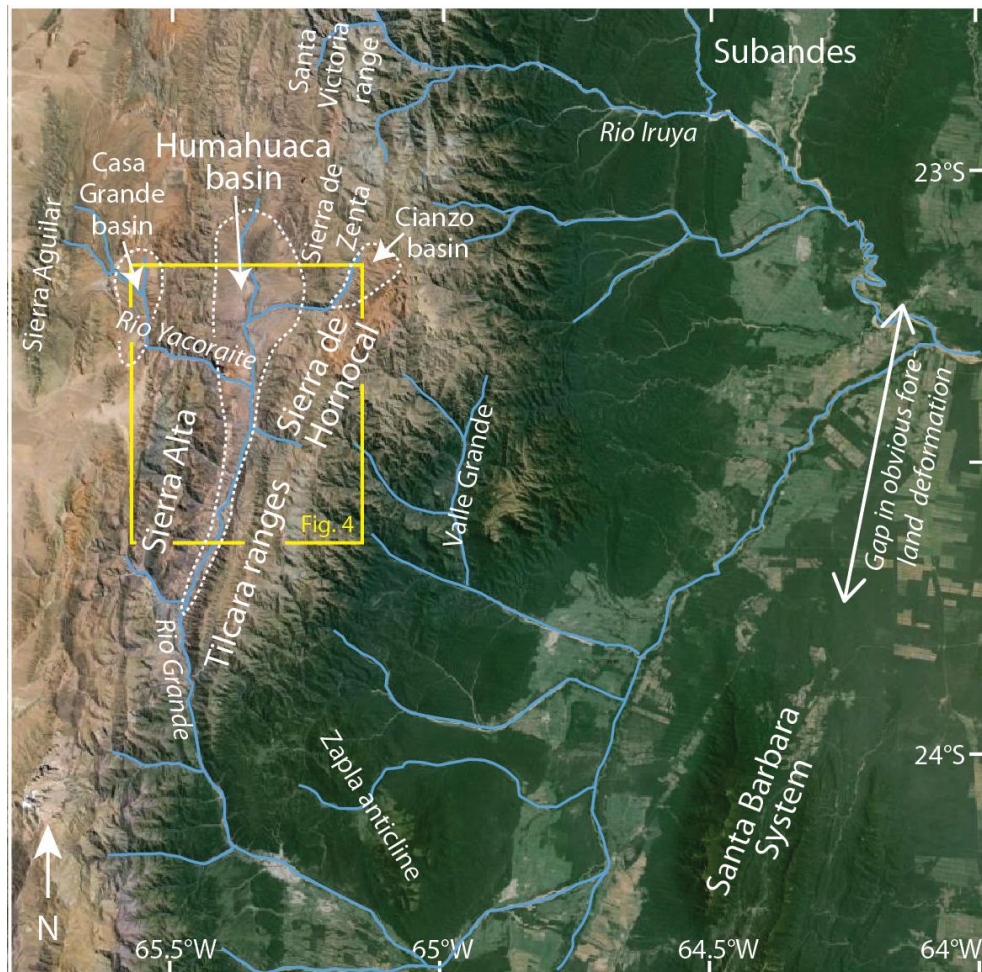 Subandes
Santa
Victoria
range
Rio Iruya
Humahuaca
basin
Casa
Grande
basin
Sierra de
Zenta
Cianzo
basin
23°S
Sierra Aguilar
Rio Yacoraite
Sierra de
Hornocal
Gap in obvious fore-
land deformation
Valle Grande
Sierra Alta
Fig. 4
Tilcara ranges
Rio Grande
24°S
Zapla anticline
Santa Barbara
System
N
65.5°W
65°W
64.5°W
64°W